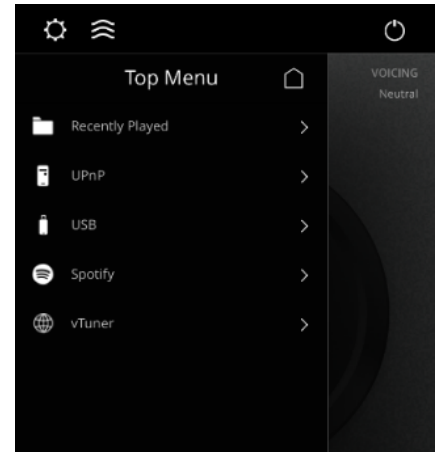 Top Menu
VOICING
Neutral
Recently Played
UPnP
USB
Spotify
vTuner